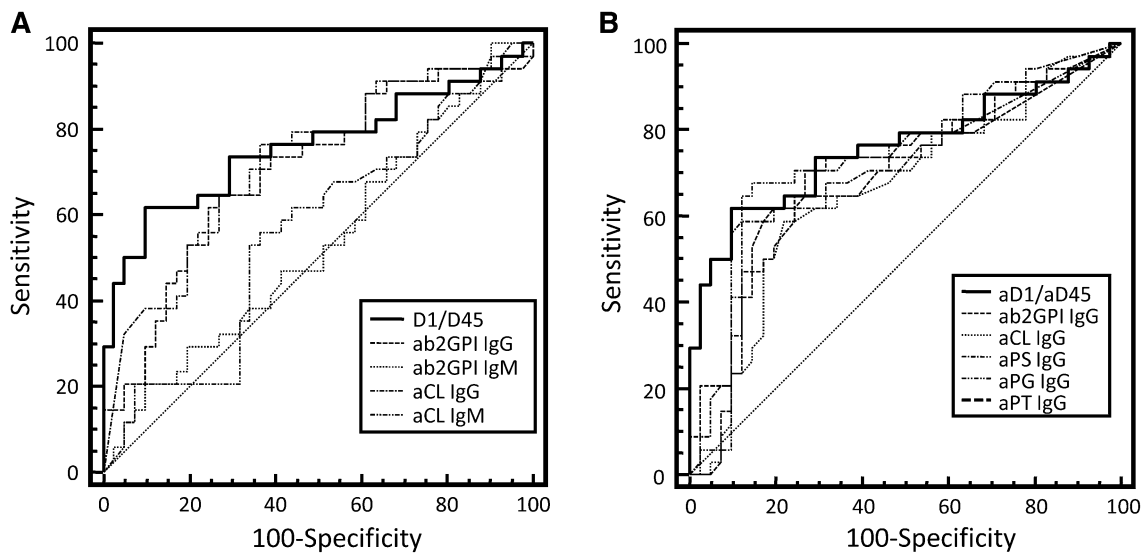 A
Sensitivity
100
80
60
40
20
0
0 20 40 60 80 100
100-Specificity
D1/D45
ab2GPI IgG
ab2GPI IgM
aCL IgG
aCL IgM
B
Sensitivity
100
80
60
40
20
0
0 20 40 60 80 100
100-Specificity
aD1/aD45
ab2GPI IgG
aCL IgG
aPS IgG
aPG IgG
aPT IgG